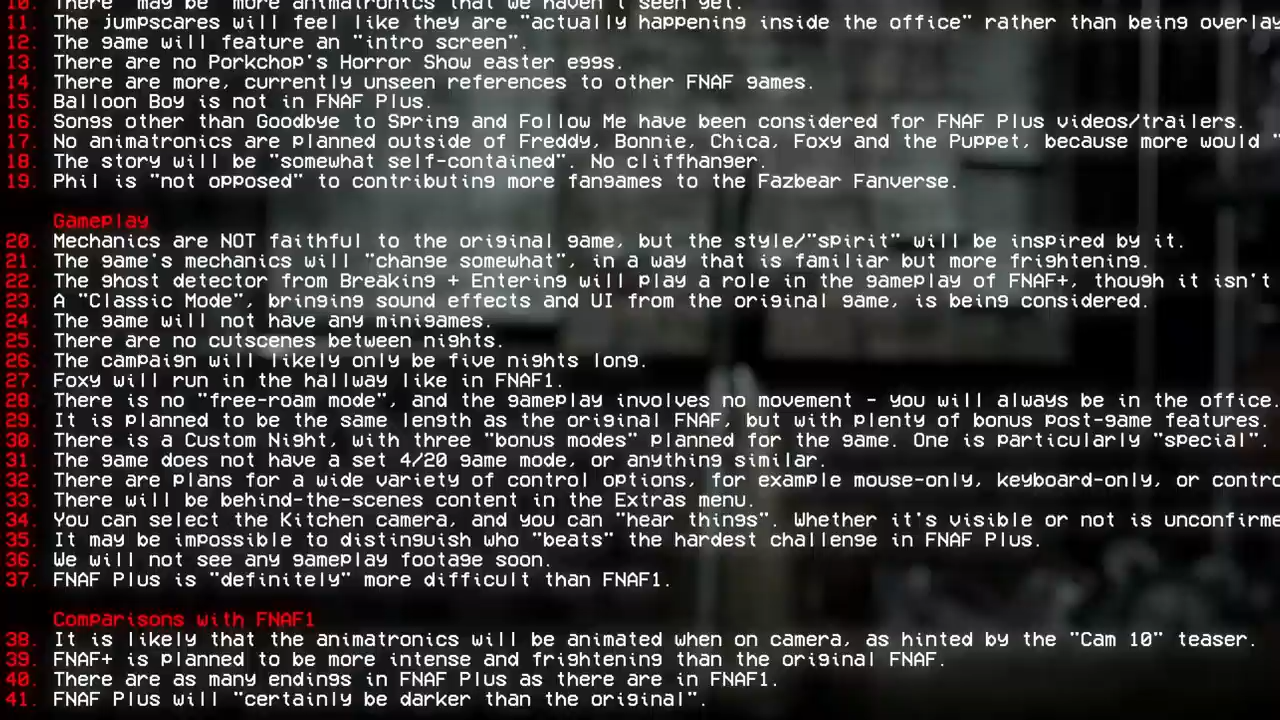 10. There "may be" more animatronics that we haven't seen yet.
11. The jumpscares will feel like they are "actually happening inside the office" rather than being overlay
12. The game will feature an "intro screen".
13. There are no Porkchop's Horror Show easter eggs.
14. There are more, currently unseen references to other FNAF games.
15. Balloon Boy is not in FNAF Plus.
16. Songs other than Goodbye to Spring and Follow Me have been considered for FNAF Plus videos/trailers.
17. No animatronics are planned outside of Freddy, Bonnie, Chica, Foxy and the Puppet, because more would "
18. The story will be "somewhat self-contained". No cliffhanger.
19. Phil is "not opposed" to contributing more fangames to the Fazbear Fanverse.
Gameplay
20. Mechanics are NOT faithful to the original game, but the style/"spirit" will be inspired by it.
21. The game's mechanics will "change somewhat", in a way that is familiar but more frightening.
22. The ghost detector from Breaking + Entering will play a role in the gameplay of FNAF+, though it isn't
23. A "Classic Mode", bringing sound effects and UI from the original game, is being considered.
24. The game will not have any minigames.
25. There are no cutscenes between nights.
26. The campaign will likely only be five nights long.
27. Foxy will run in the hallway like in FNAF1.
28. There is no "free-roam mode", and the gameplay involves no movement - you will always be in the office.
29. It is planned to be the same length as the original FNAF, but with plenty of bonus post-game features.
30. There is a Custom Night, with three "bonus modes" planned for the game. One is particularly "special".
31. The game does not have a set 4/20 game mode, or anything similar.
32. There are plans for a wide variety of control options, for example mouse-only, keyboard-only, or contro
33. There will be behind-the-scenes content in the Extras menu.
34. You can select the Kitchen camera, and you can "hear things". Whether it's visible or not is unconfirme
35. It may be impossible to distinguish who "beats" the hardest challenge in FNAF Plus.
36. We will not see any gameplay footage soon.
37. FNAF Plus is "definitely" more difficult than FNAF1.
Comparisons with FNAF1
38. It is likely that the animatronics will be animated when on camera, as hinted by the "Cam 10" teaser.
39. FNAF+ is planned to be more intense and frightening than the original FNAF.
40. There are as many endings in FNAF Plus as there are in FNAF1.
41. FNAF Plus will "certainly be darker than the original".